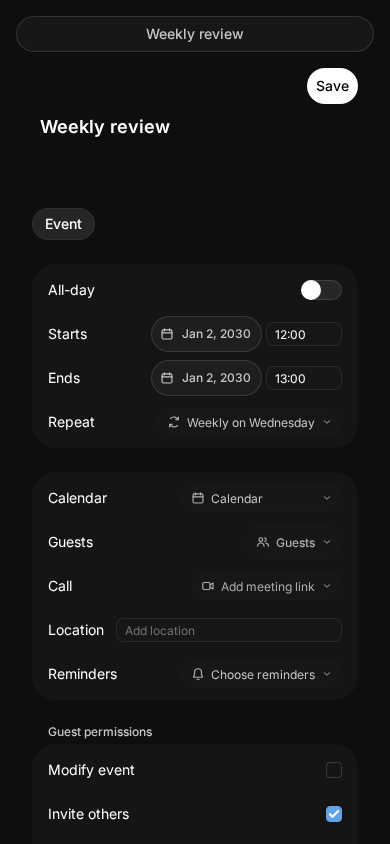 Weekly review
Save
Weekly review
Event
All-day
Starts Jan 2, 2030 12:00
Ends Jan 2, 2030 13:00
Repeat Weekly on Wednesday
Calendar Calendar
Guests Guests
Call Add meeting link
Location Add location
Reminders Choose reminders
Guest permissions
Modify event
Invite others